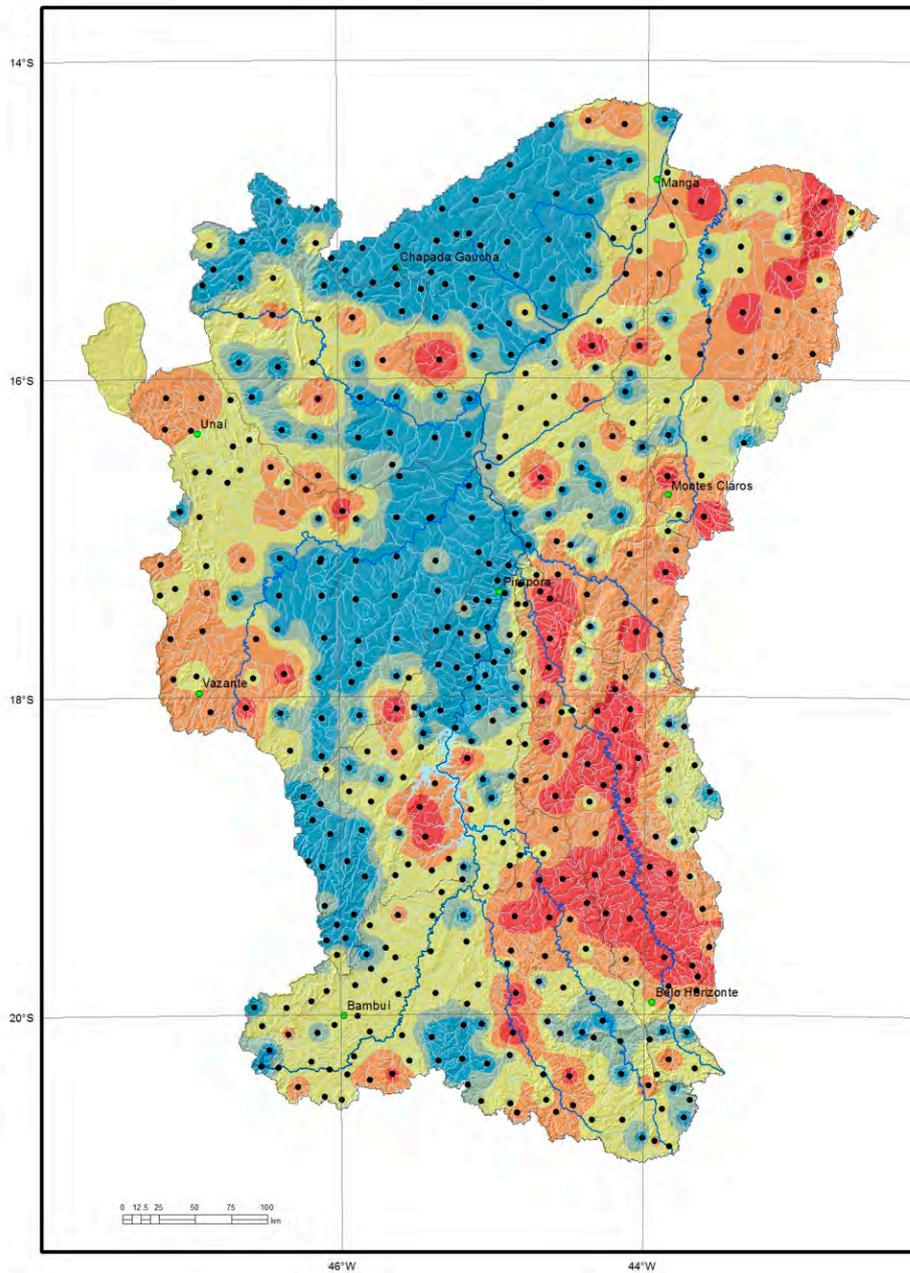 14°S
Manga
Chapada Gaucha
16°S
Unaí
Montes Claros
Pirapora
18°S
Vazante
Belo Horizonte
20°S
Bambuí
0 12.5 25 50 75 100
km
46°W 44°W